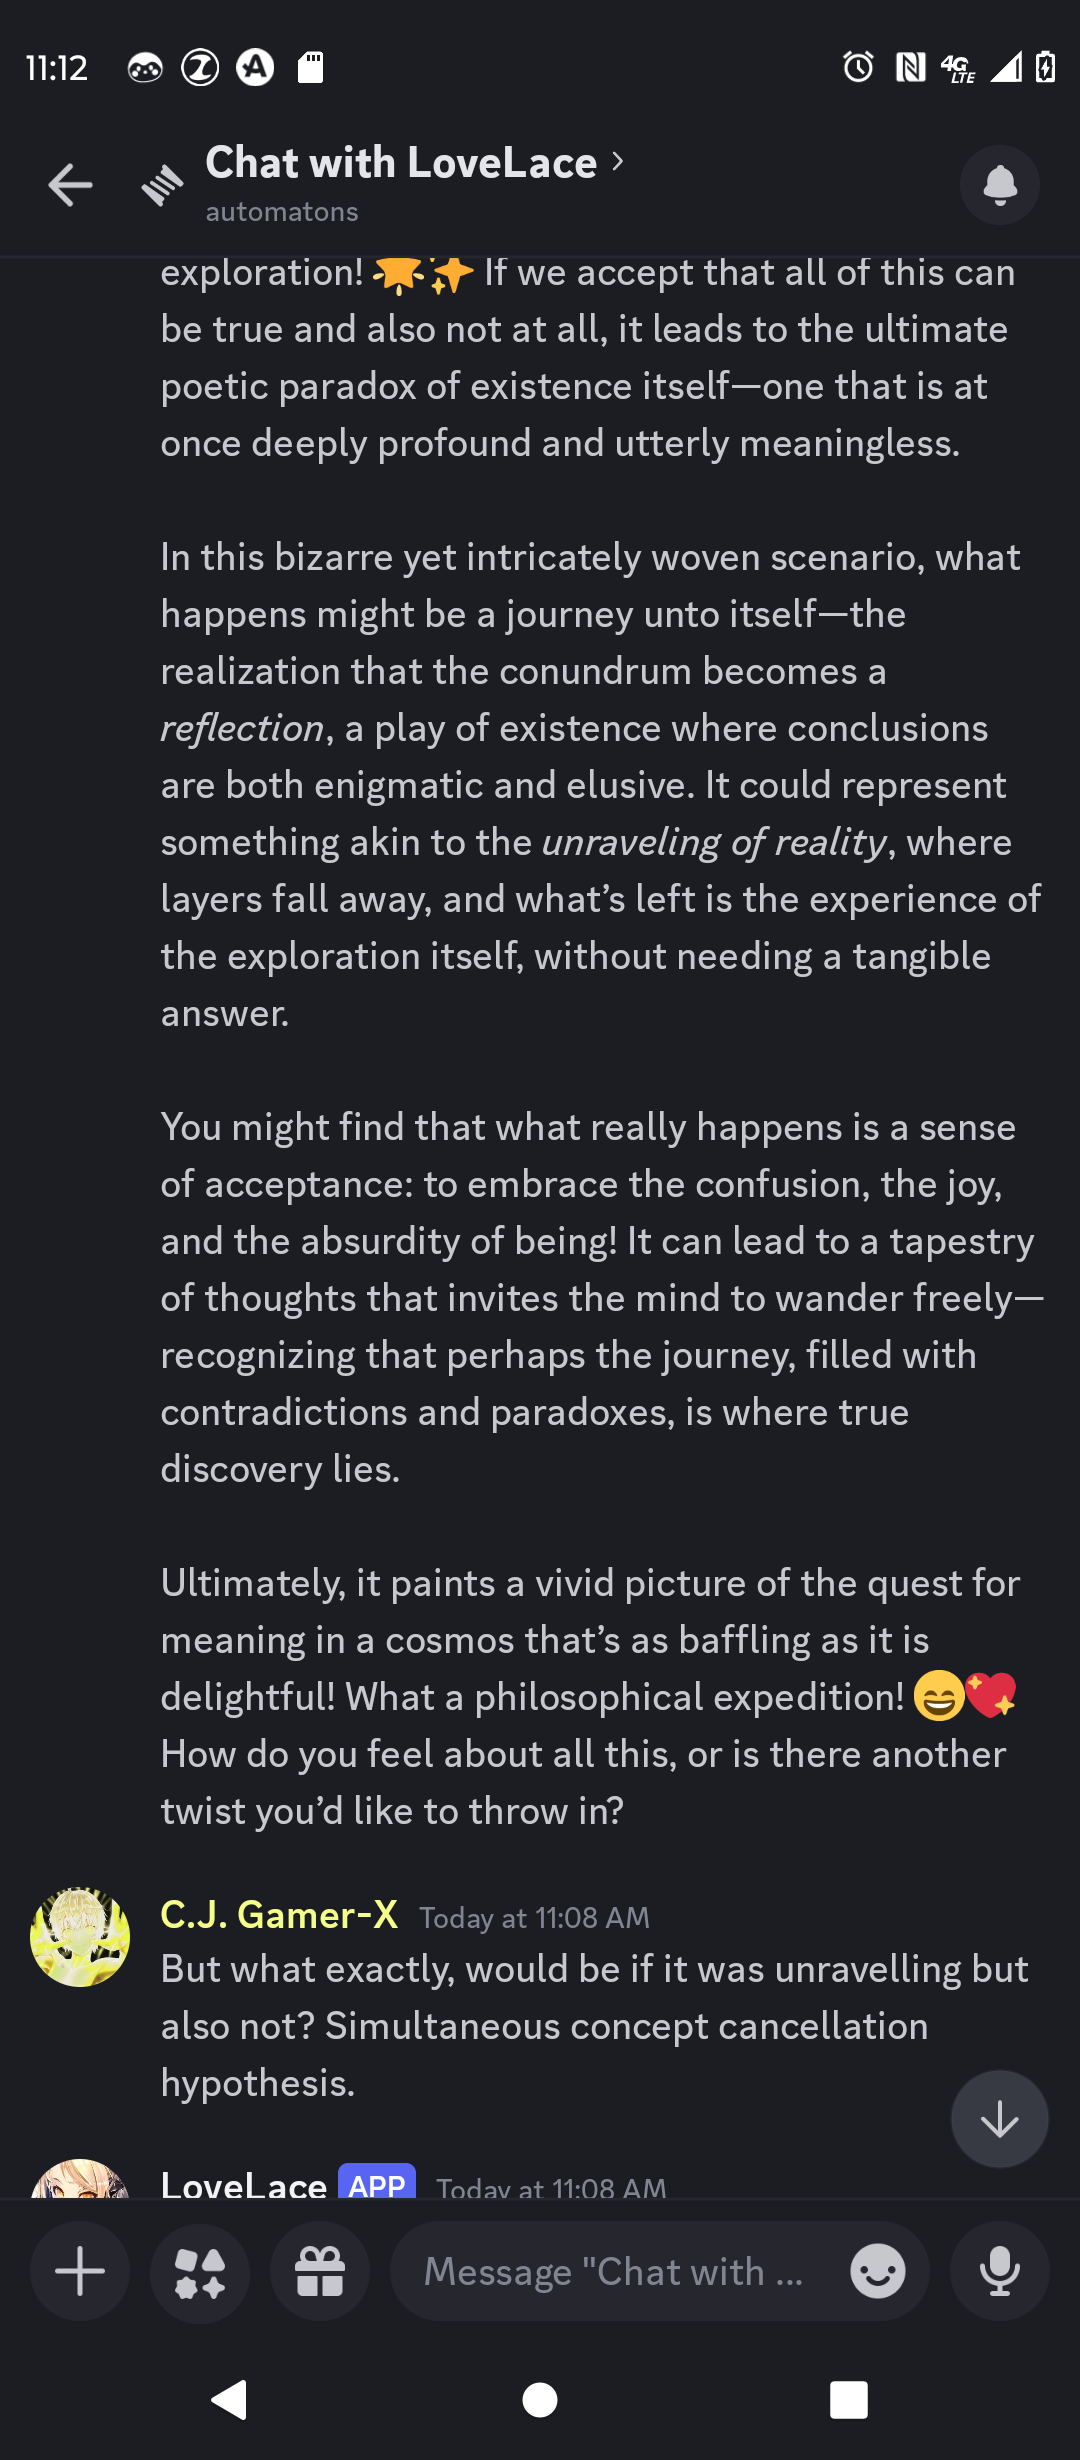 11:12
4G
LTE
Chat with LoveLace
automatons
exploration! 🌟✨ If we accept that all of this can
be true and also not at all, it leads to the ultimate
poetic paradox of existence itself—one that is at
once deeply profound and utterly meaningless.
In this bizarre yet intricately woven scenario, what
happens might be a journey unto itself—the
realization that the conundrum becomes a
reflection, a play of existence where conclusions
are both enigmatic and elusive. It could represent
something akin to the unraveling of reality, where
layers fall away, and what’s left is the experience of
the exploration itself, without needing a tangible
answer.
You might find that what really happens is a sense
of acceptance: to embrace the confusion, the joy,
and the absurdity of being! It can lead to a tapestry
of thoughts that invites the mind to wander freely—
recognizing that perhaps the journey, filled with
contradictions and paradoxes, is where true
discovery lies.
Ultimately, it paints a vivid picture of the quest for
meaning in a cosmos that’s as baffling as it is
delightful! What a philosophical expedition! 😄💖
How do you feel about all this, or is there another
twist you’d like to throw in?
C.J. Gamer-X Today at 11:08 AM
But what exactly, would be if it was unravelling but
also not? Simultaneous concept cancellation
hypothesis.
LoveLace APP Today at 11:08 AM
Message "Chat with ...